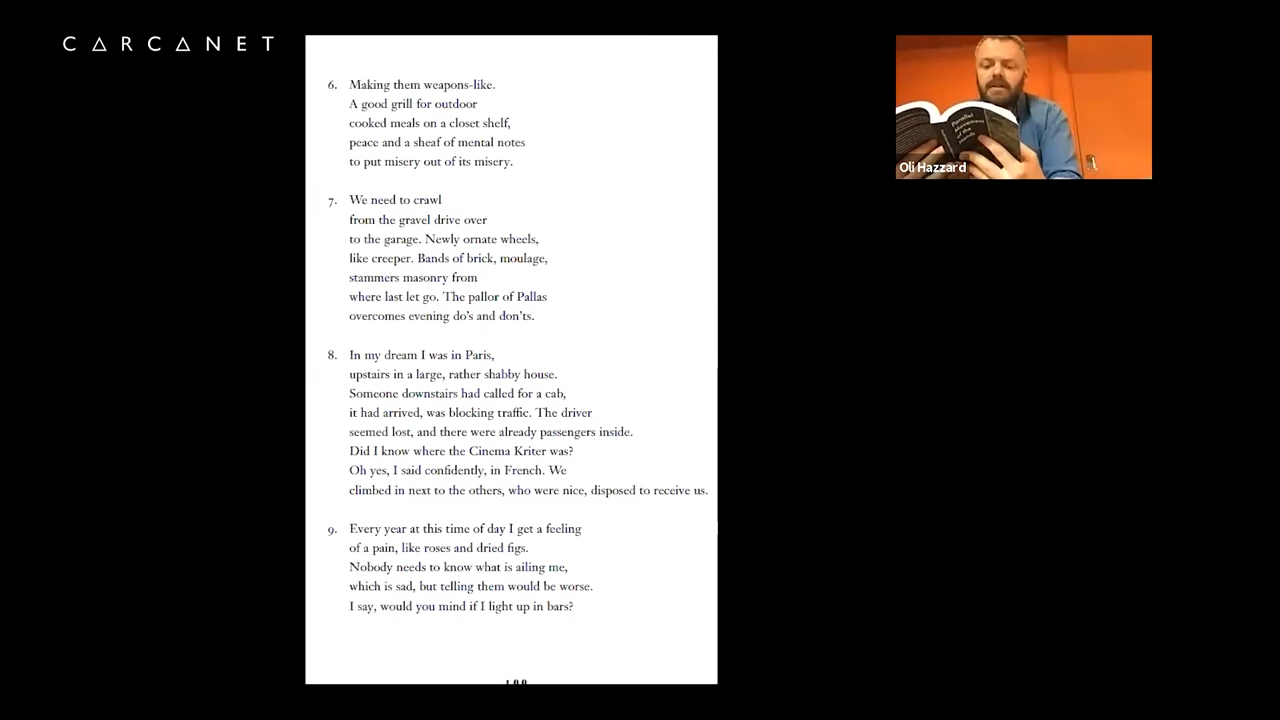 CARCANET
6. Making them weapons-like.
A good grill for outdoor
cooked meals on a closet shelf,
peace and a sheaf of mental notes
to put misery out of its misery.
7. We need to crawl
from the gravel drive over
to the garage. Newly ornate wheels,
like creeper. Bands of brick, moulage,
stammers masonry from
where last let go. The pallor of Pallas
overcomes evening do's and don'ts.
8. In my dream I was in Paris,
upstairs in a large, rather shabby house.
Someone downstairs had called for a cab,
it had arrived, was blocking traffic. The driver
seemed lost, and there were already passengers inside.
Did I know where the Cinema Kriter was?
Oh yes, I said confidently, in French. We
climbed in next to the others, who were nice, disposed to receive us.
9. Every year at this time of day I get a feeling
of a pain, like roses and dried figs.
Nobody needs to know what is ailing me,
which is sad, but telling them would be worse.
I say, would you mind if I light up in bars?
Parallel
Movement
of the
Hands
Oli Hazzard